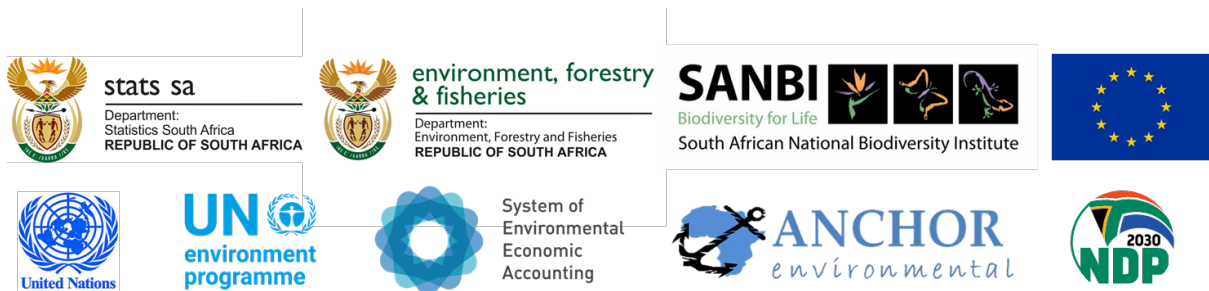 stats sa
Department:
Statistics South Africa
REPUBLIC OF SOUTH AFRICA
environment, forestry
& fisheries
Department:
Environment, Forestry and Fisheries
REPUBLIC OF SOUTH AFRICA
SANBI
Biodiversity for Life
South African National Biodiversity Institute
United Nations
UN
environment
programme
System of
Environmental
Economic
Accounting
ANCHOR
environmental
2030
NDP